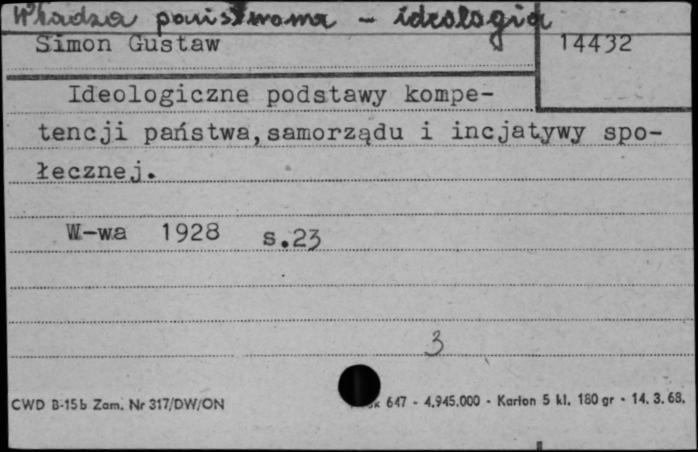 Władza państwowa - ideologia
Simon Gustaw
14432
Ideologiczne podstawy kompe-
tencji państwa,samorządu i incjatywy spo-
łecznej.
W-wa 1928 s.23
3
CWD B-15b Zam. Nr 317/DW/ON
647 - 4.945.000 - Karton 5 kl. 180 gr - 14. 3. 68.